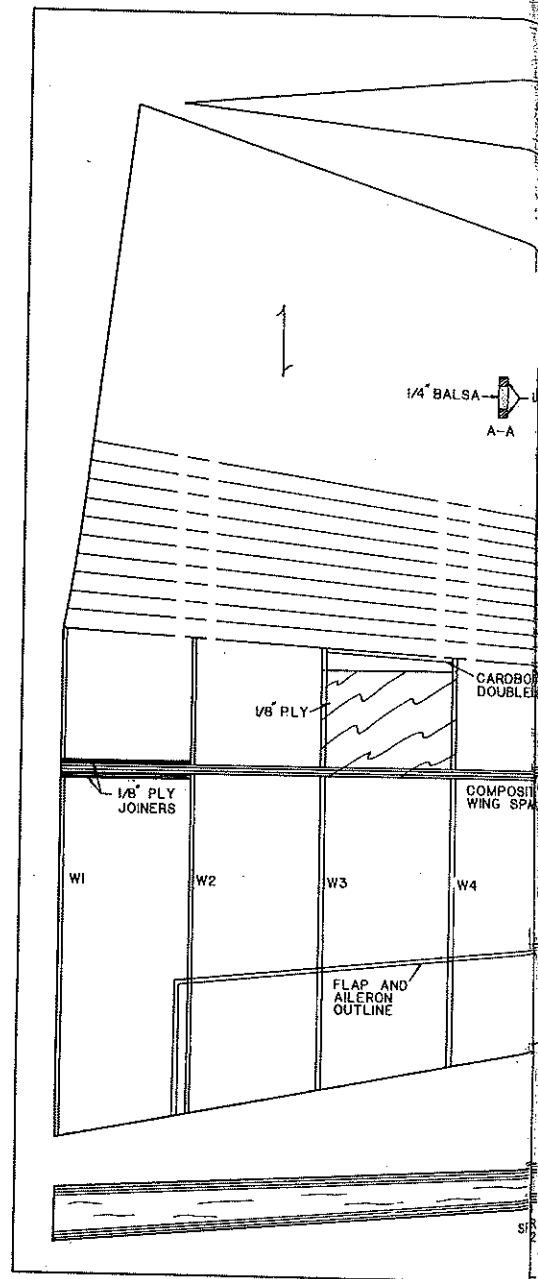 1/4" BALSA
A-A
CARDBO
DOUBLE
1/8" PLY
1/8" PLY
JOINERS
COMPOSIT
WING SPA
W1
W2
W3
W4
FLAP AND
AILERON
OUTLINE